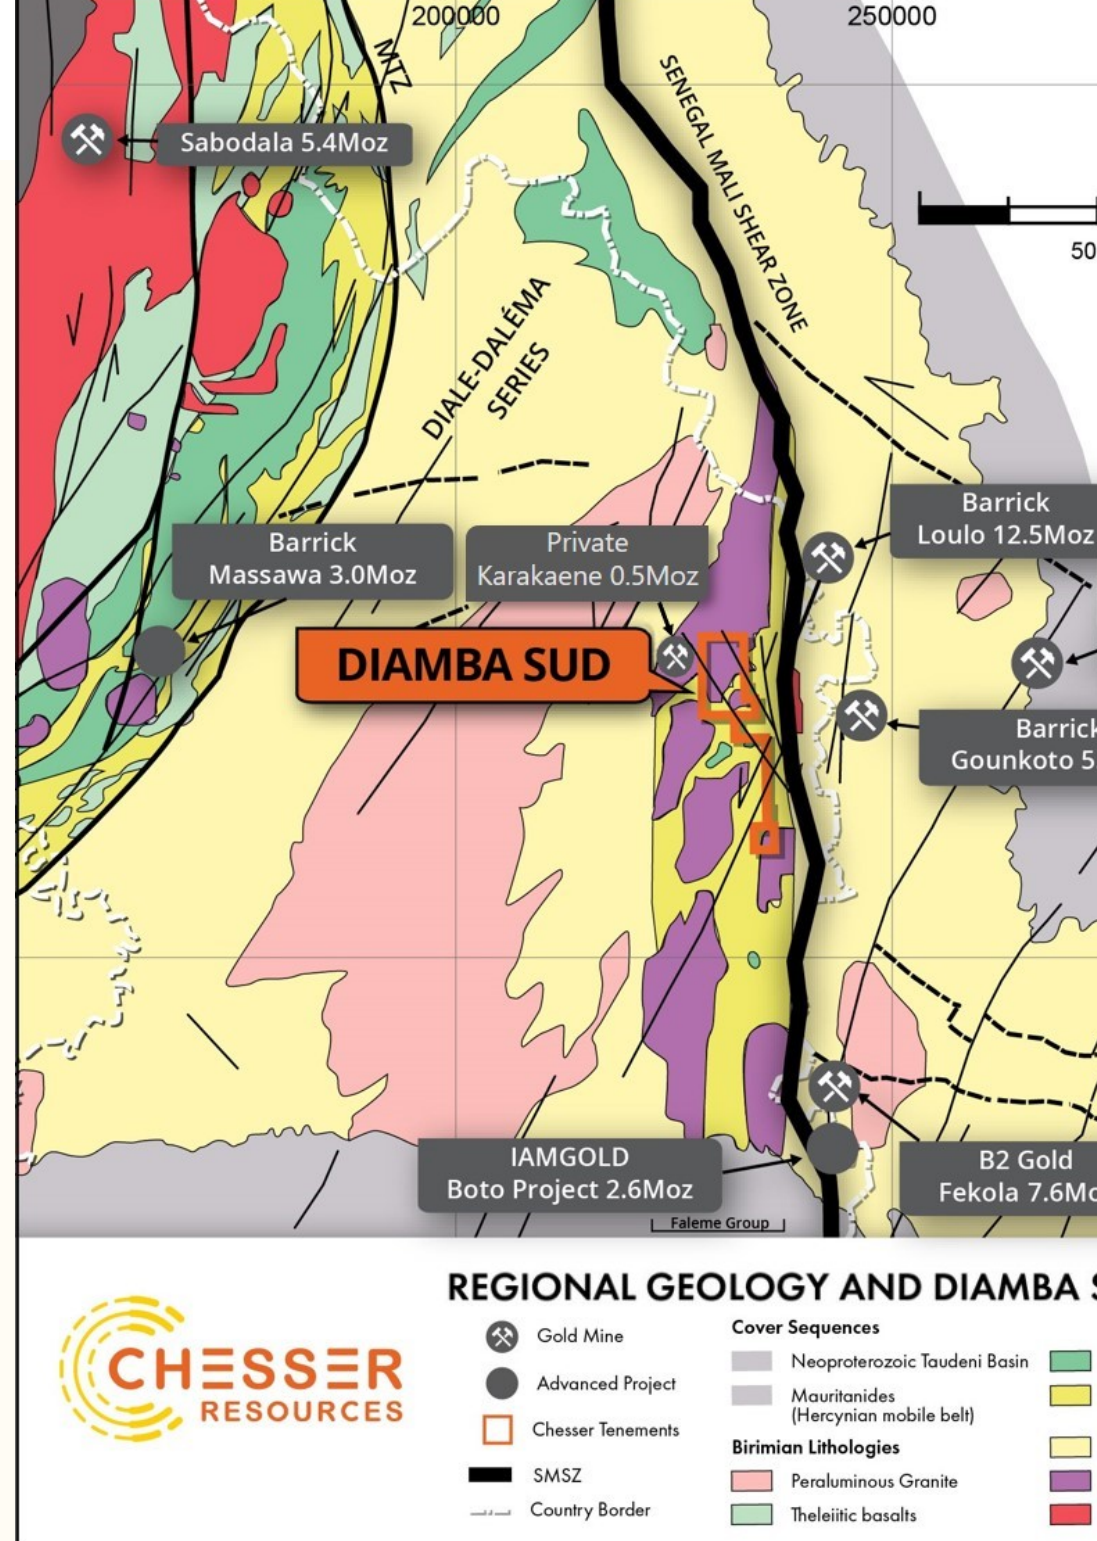 200000
250000
MTZ
SENEGAL MALI SHEAR ZONE
Sabodala 5.4Moz
50
DIALE-DALÉMA
SERIES
Barrick
Loulo 12.5Moz
Barrick
Massawa 3.0Moz
Private
Karakaene 0.5Moz
DIAMBA SUD
Barrick
Gounkoto 5.
IAMGOLD
Boto Project 2.6Moz
B2 Gold
Fekola 7.6Mo
Faleme Group
REGIONAL GEOLOGY AND DIAMBA S
CHESSER
RESOURCES
Gold Mine
Advanced Project
Chesser Tenements
SMSZ
Country Border
Cover Sequences
Neoproterozoic Taudeni Basin
Mauritanides
(Hercynian mobile belt)
Birimian Lithologies
Peraluminous Granite
Theleiitic basalts